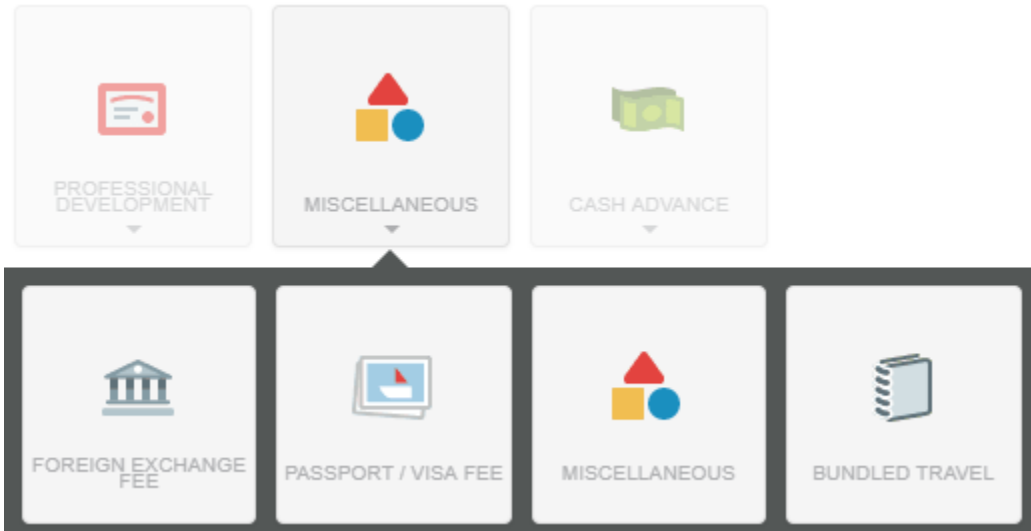 PROFESSIONAL
DEVELOPMENT
MISCELLANEOUS
CASH ADVANCE
FOREIGN EXCHANGE
FEE
PASSPORT / VISA FEE
MISCELLANEOUS
BUNDLED TRAVEL